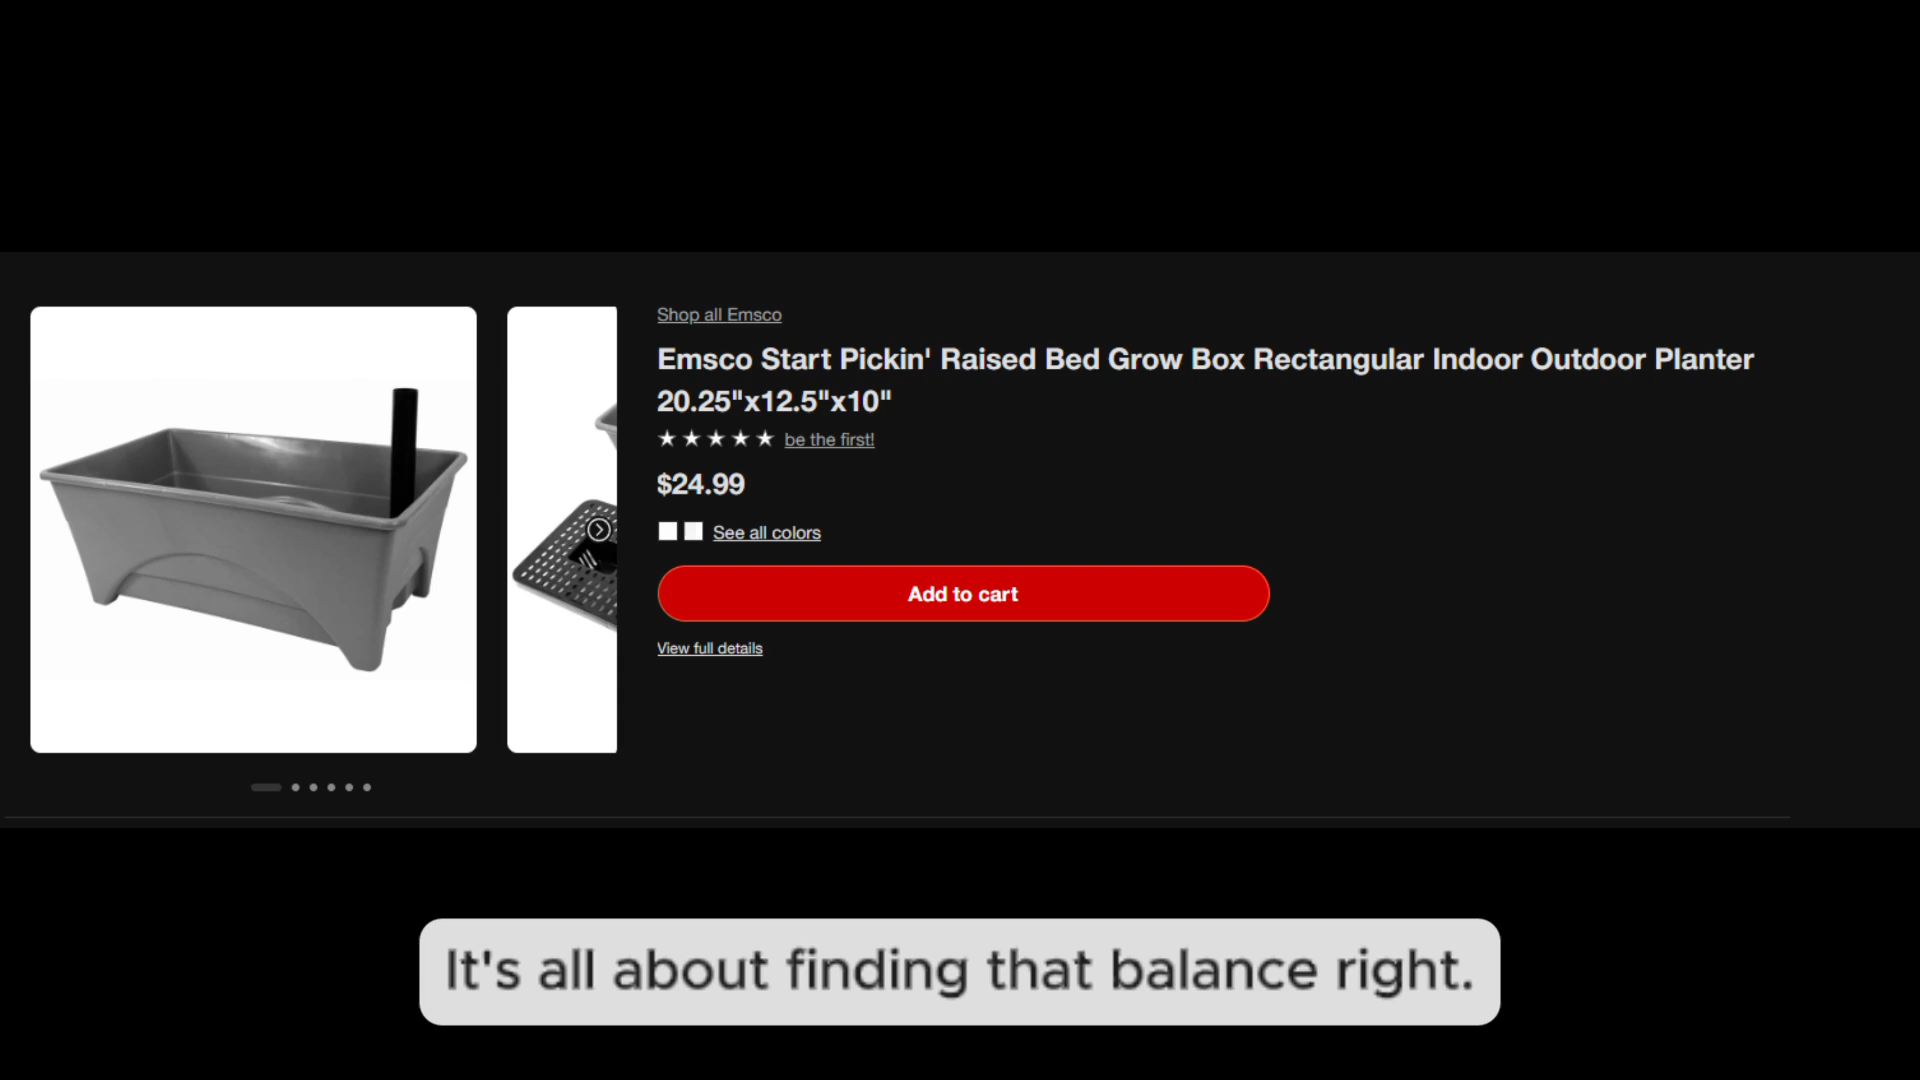 Shop all Emsco
Emsco Start Pickin' Raised Bed Grow Box Rectangular Indoor Outdoor Planter
20.25"x12.5"x10"
be the first!
$24.99
See all colors
Add to cart
View full details
It's all about finding that balance right.